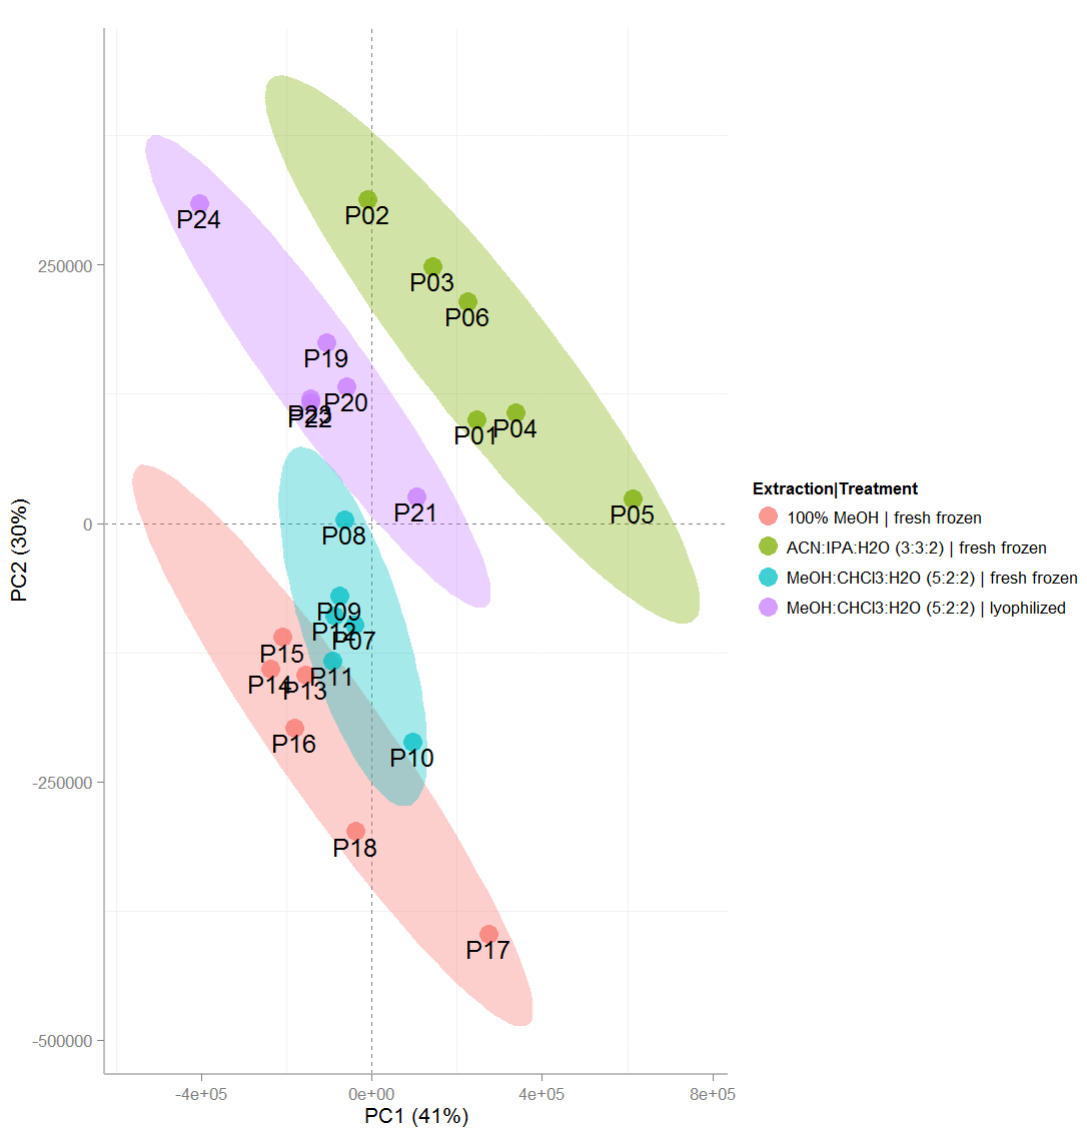 P02
P24
P03
250000
P06
P19
P20
P23
P22
P01
P04
Extraction|Treatment
P21
P05
100% MeOH | fresh frozen
0
P08
ACN:IPA:H2O (3:3:2) | fresh frozen
PC2 (30%)
MeOH:CHCl3:H2O (5:2:2) | fresh frozen
MeOH:CHCl3:H2O (5:2:2) | lyophilized
P09
P12
P07
P15
P11
P14
P13
P16
P10
-250000
P18
P17
-500000
-4e+05
0e+00
4e+05
8e+05
PC1 (41%)